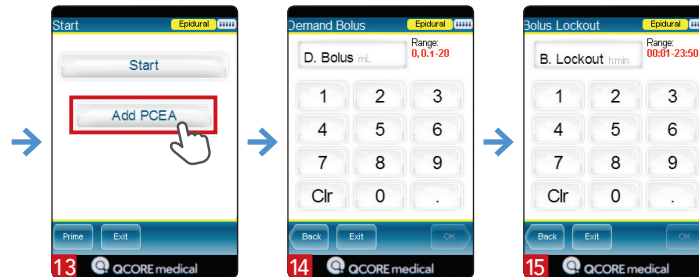 Start Epidural
Start
Add PCEA
Prime Exit
13 QCORE medical
Demand Bolus Epidural
D. Bolus mL
Range:
0, 0.1-20
1 2 3
4 5 6
7 8 9
Clr 0 .
Back Exit OK
14 QCORE medical
Bolus Lockout Epidural
B. Lockout h:min
Range:
00:01-23:50
1 2 3
4 5 6
7 8 9
Clr 0 .
Back Exit OK
15 QCORE medical